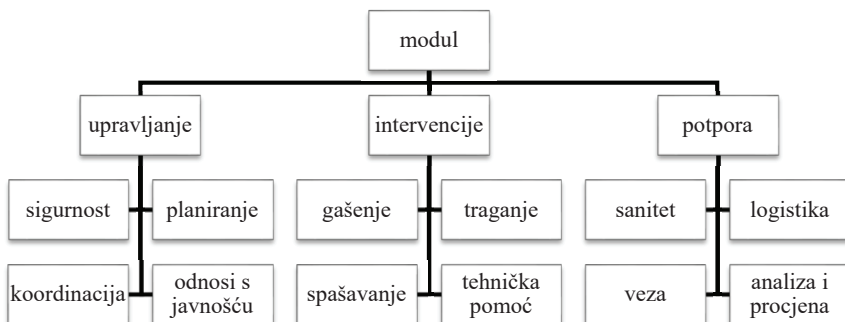 modul
upravljanje
intervencije
potpora
sigurnost
planiranje
gašenje
traganje
sanitet
logistika
koordinacija
odnosi s
javnošću
spašavanje
tehnička
pomoć
veza
analiza i
procjena